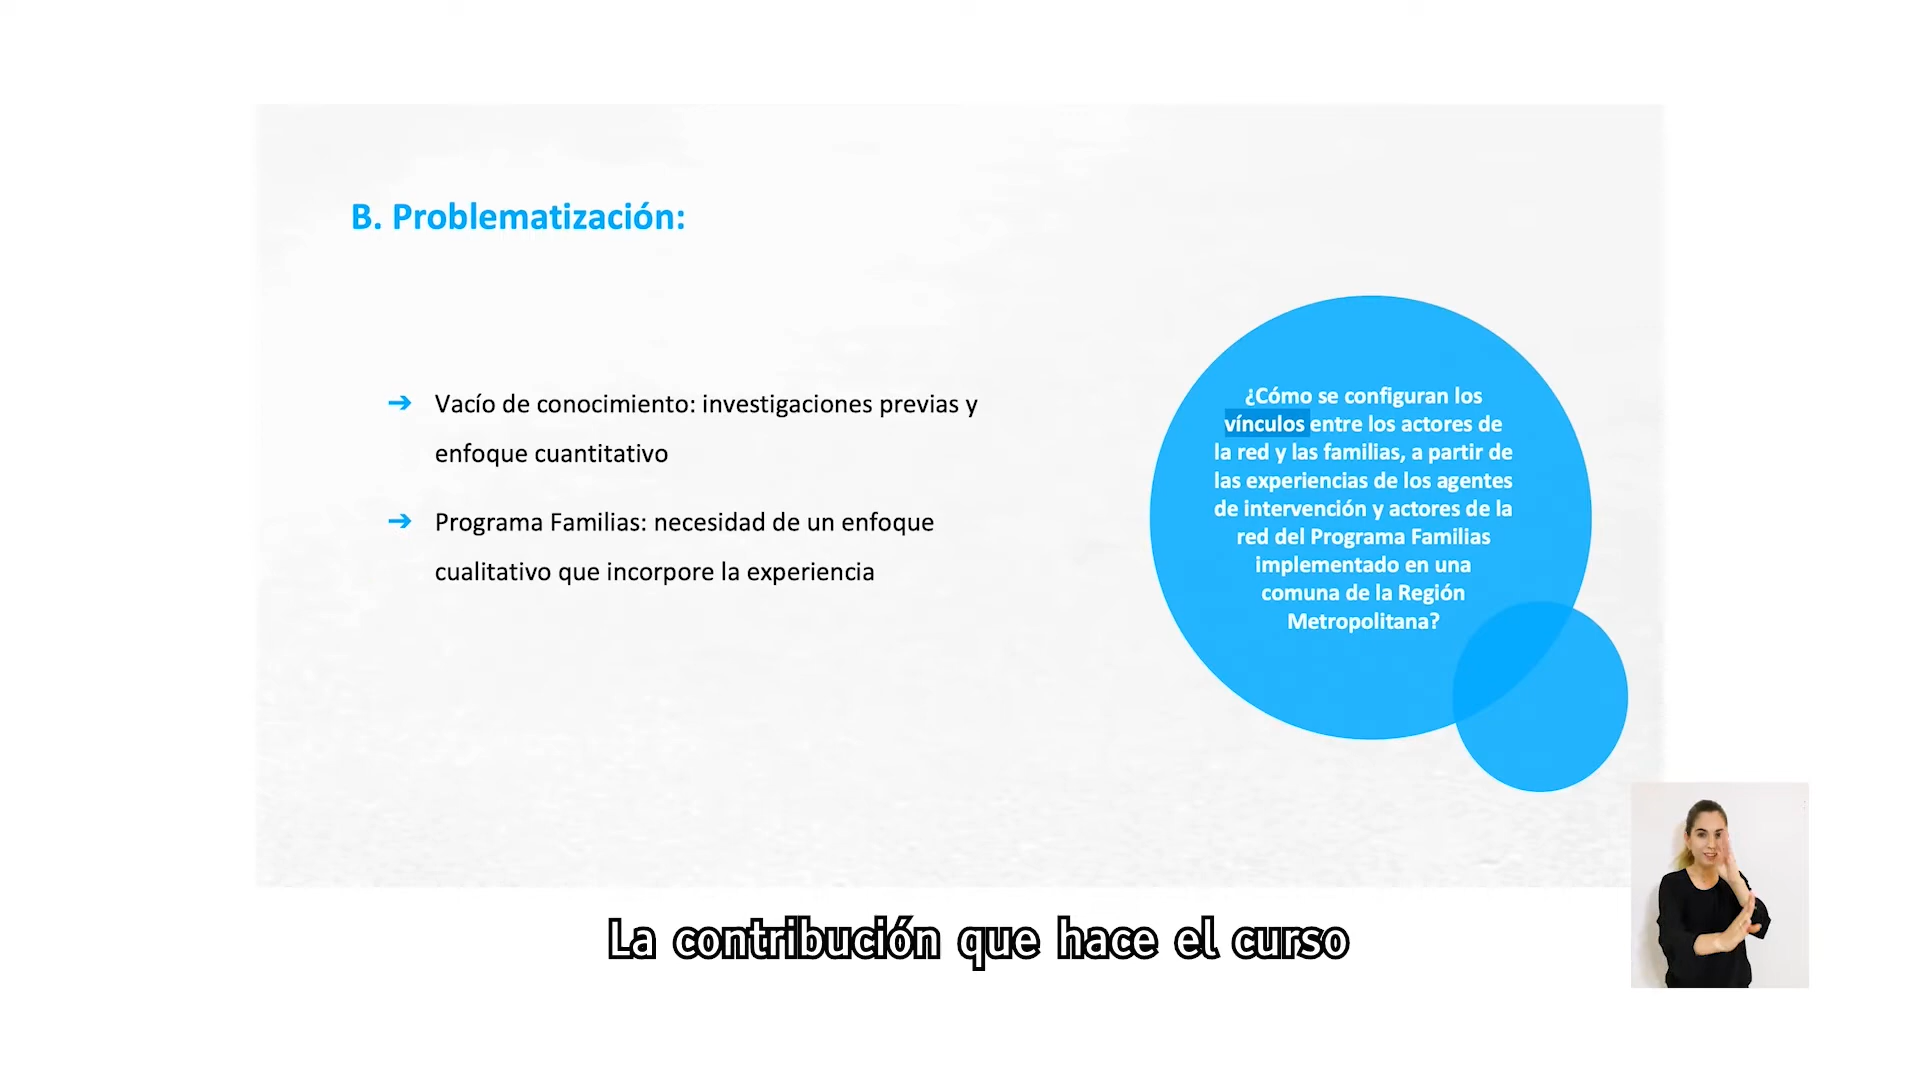 B. Problematización:
➔ Vacío de conocimiento: investigaciones previas y
enfoque cuantitativo
➔ Programa Familias: necesidad de un enfoque
cualitativo que incorpore la experiencia
¿Cómo se configuran los
vínculos entre los actores de
la red y las familias, a partir de
las experiencias de los agentes
de intervención y actores de la
red del Programa Familias
implementado en una
comuna de la Región
Metropolitana?
La contribución que hace el curso